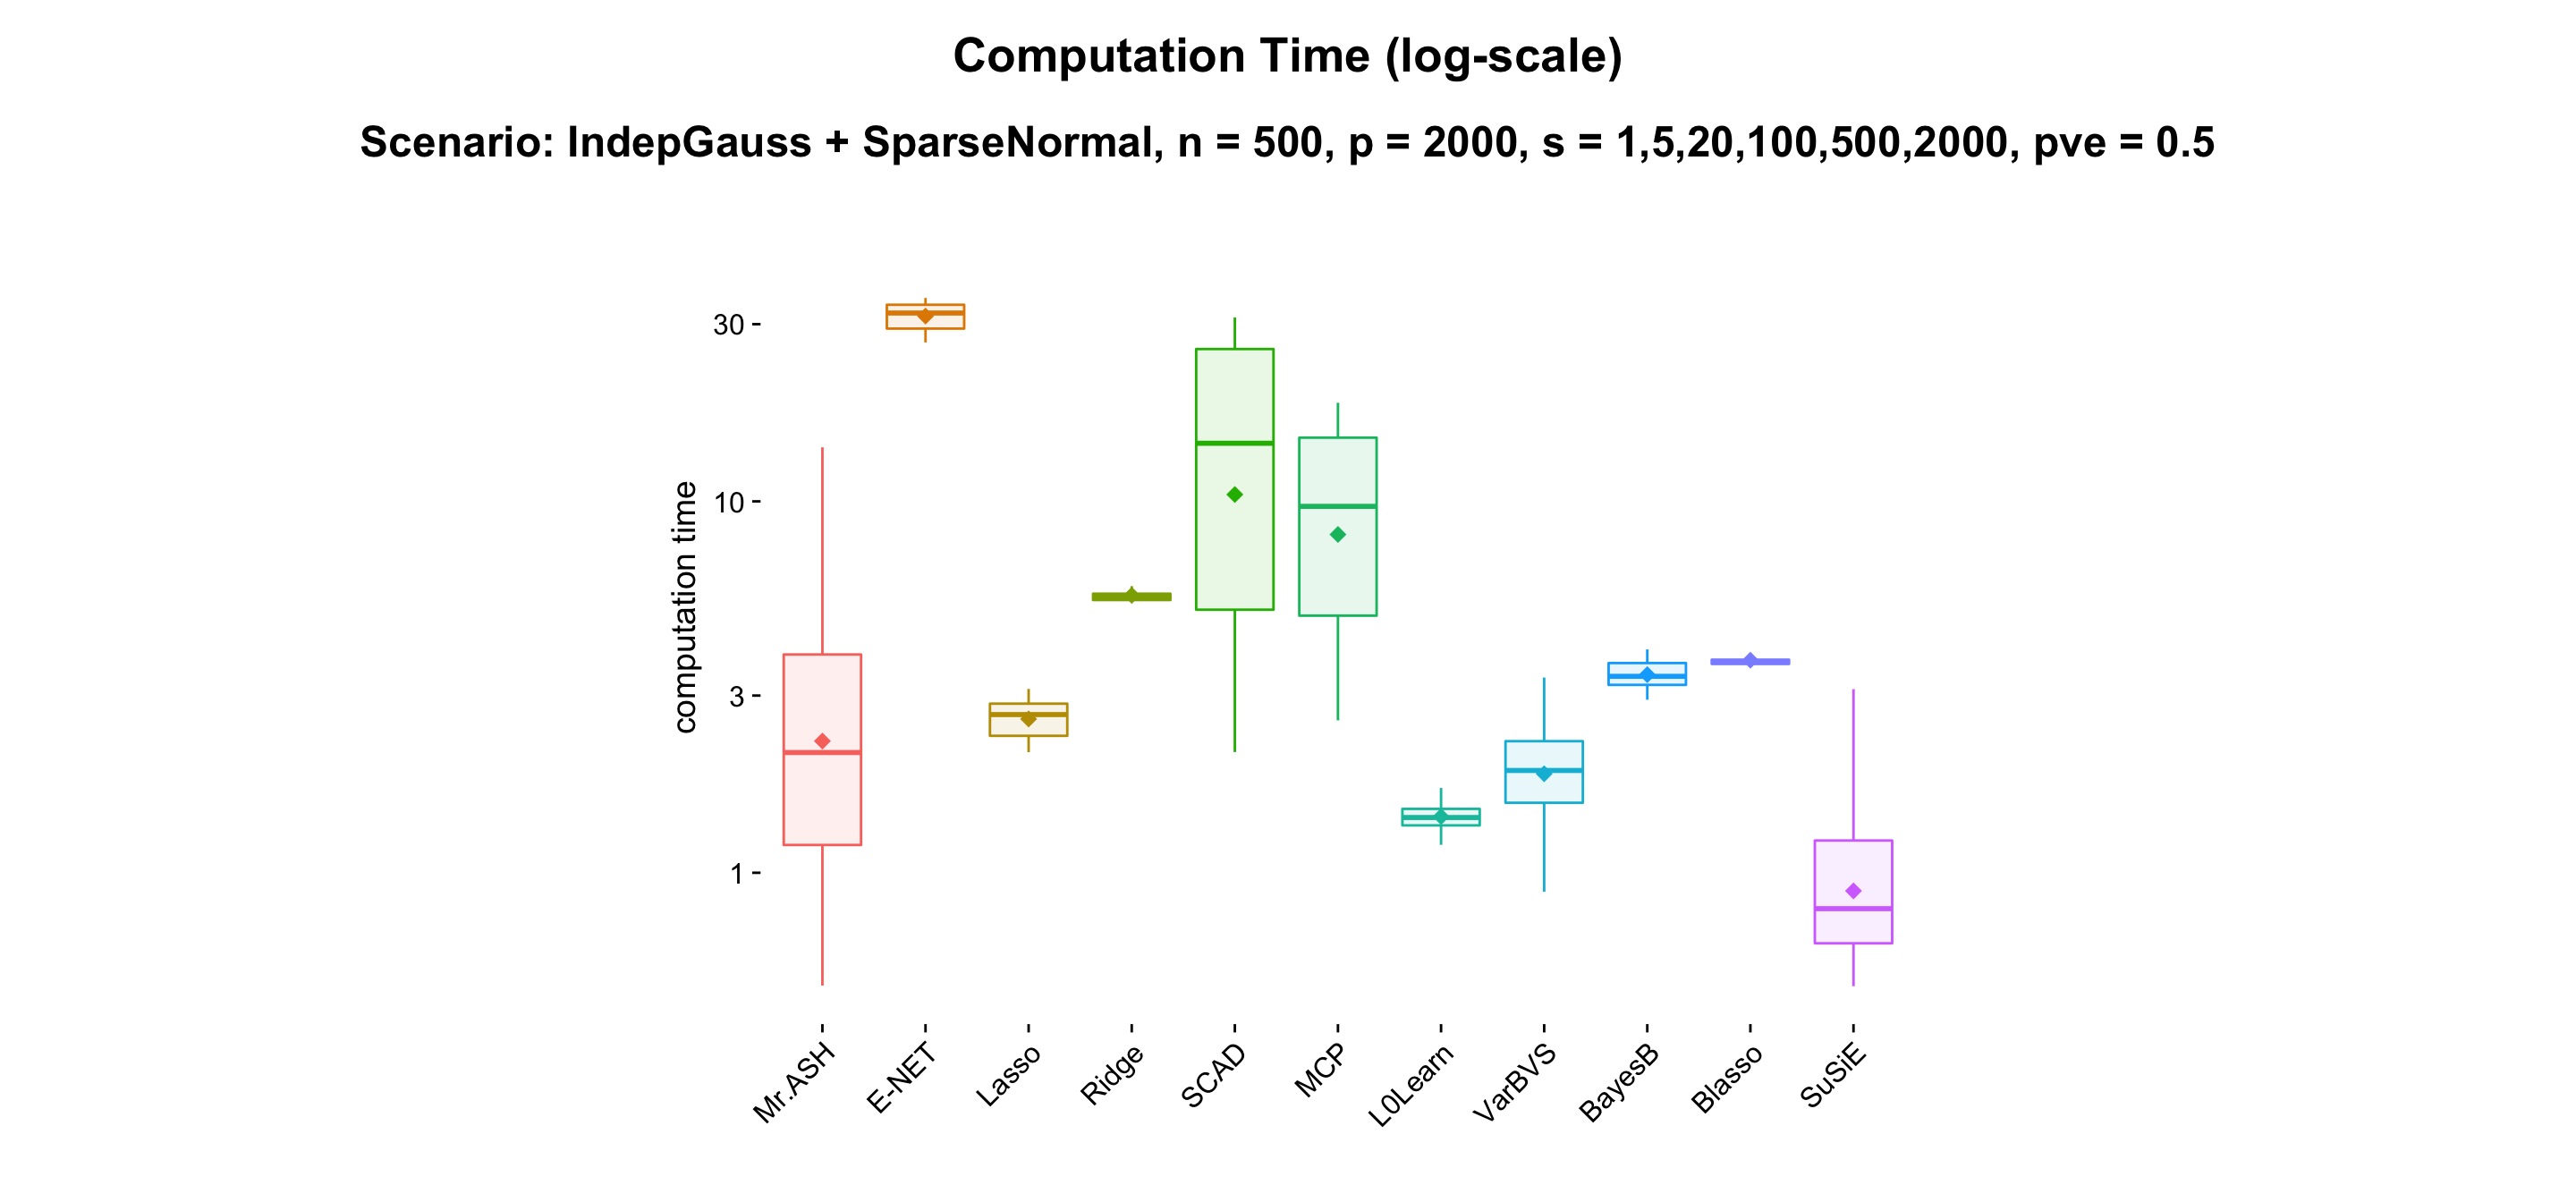 Computation Time (log-scale)
Scenario: IndepGauss + SparseNormal, n = 500, p = 2000, s = 1,5,20,100,500,2000, pve = 0.5
computation time
30
10
3
1
Mr.ASH
E-NET
Lasso
Ridge
SCAD
MCP
L0Learn
VarBVS
BayesB
Blasso
SuSiE